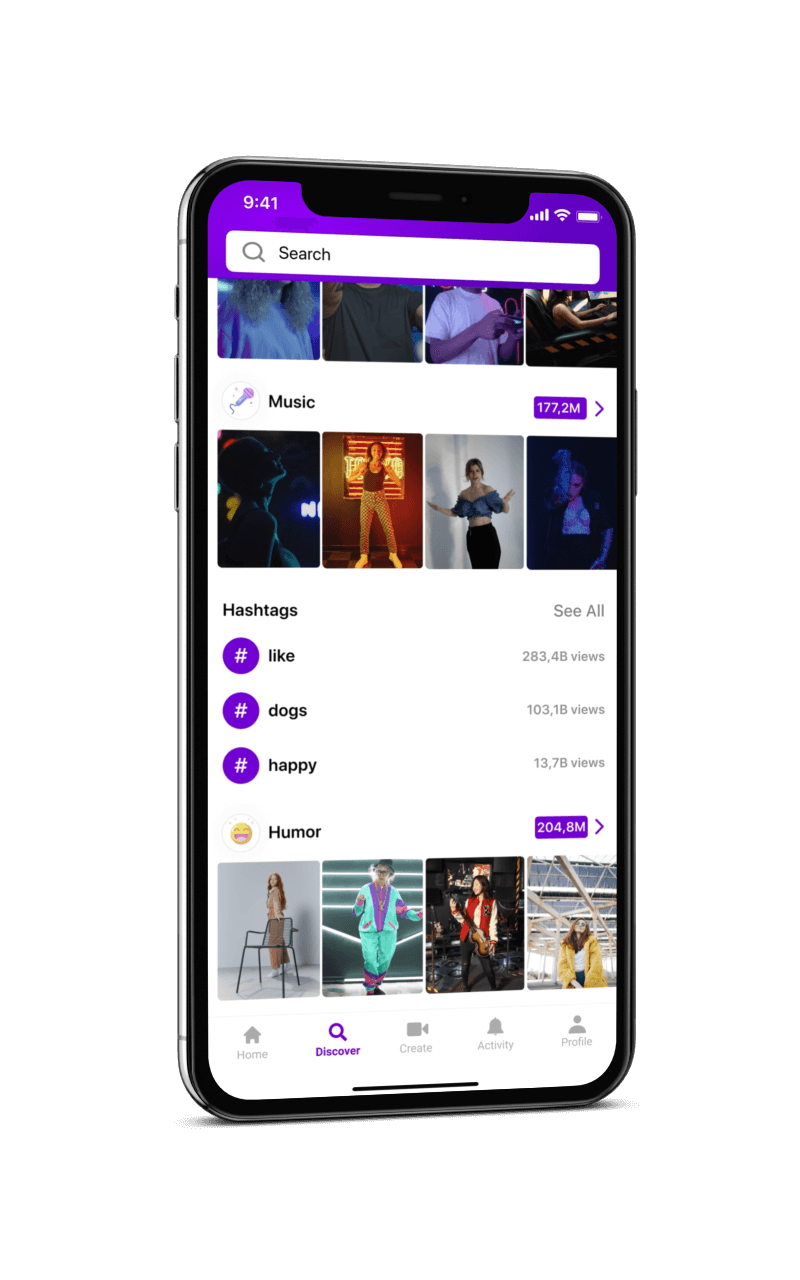 9:41
Search
Music
177,2M
Hashtags
See All
# like
283,4B views
# dogs
103,1B views
# happy
13,7B views
Humor
204,8M
Home
Discover
Create
Activity
Profile